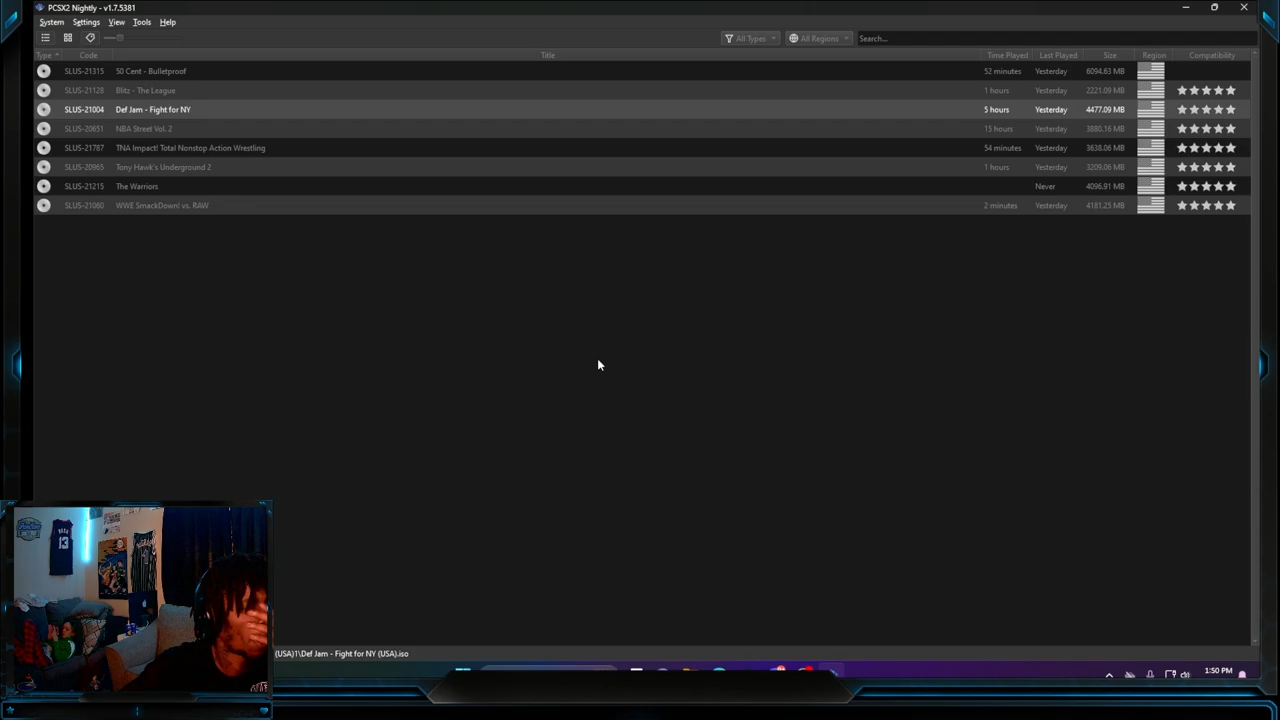 PCSX2 Nightly - v1.7.5381
System Settings View Tools Help
All Types All Regions Search...
Type Code Title Time Played Last Played Size Region Compatibility
SLUS-21315 50 Cent - Bulletproof 52 minutes Yesterday 6094.63 MB
SLUS-21128 Blitz - The League 1 hours Yesterday 2221.09 MB
SLUS-21004 Def Jam - Fight for NY 5 hours Yesterday 4477.09 MB
SLUS-20651 NBA Street Vol. 2 15 hours Yesterday 3880.16 MB
SLUS-21787 TNA Impact! Total Nonstop Action Wrestling 54 minutes Yesterday 3638.06 MB
SLUS-20965 Tony Hawk's Underground 2 1 hours Yesterday 3209.06 MB
SLUS-21215 The Warriors Never 4096.91 MB
SLUS-21060 WWE SmackDown! vs. RAW 2 minutes Yesterday 4181.25 MB
13
(USA)1\Def Jam - Fight for NY (USA).iso
1:50 PM